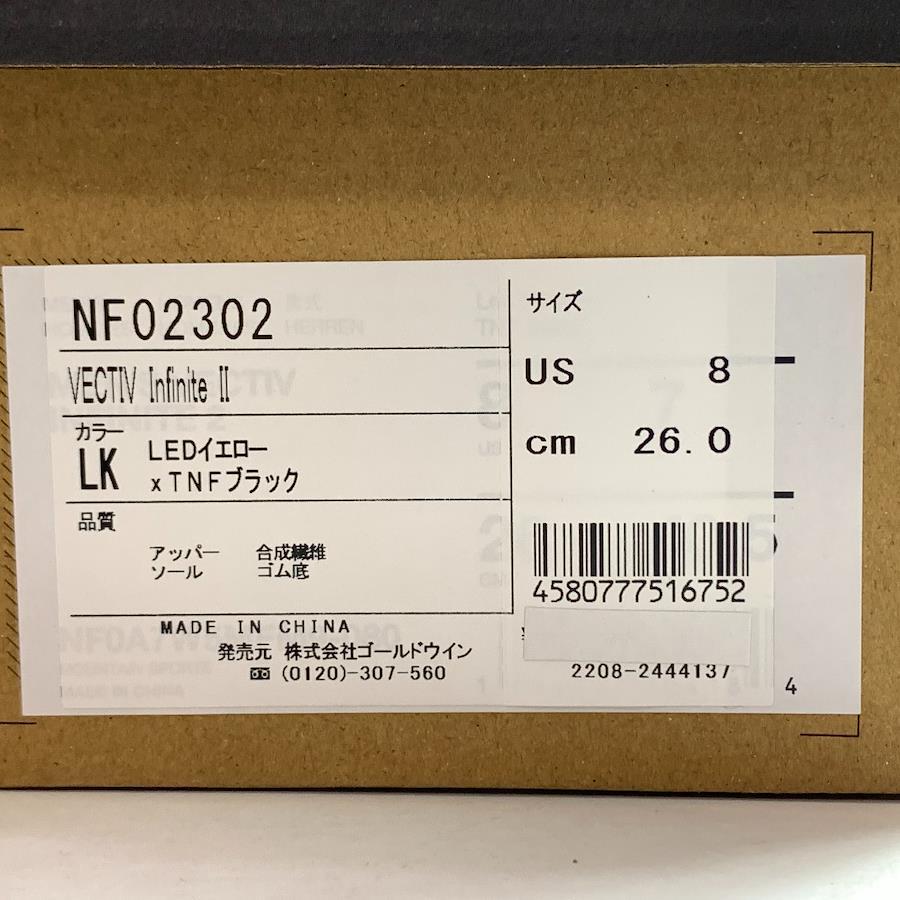 NF02302
VECTIV Infinite II
カラー
LK
LEDイエロー
xTNFブラック
品質
アッパー 合成繊維
ソール ゴム底
MADE IN CHINA
発売元 株式会社ゴールドウイン
(0120)-307-560
サイズ
US 8
cm 26.0
4580777516752
2208-2444137
4